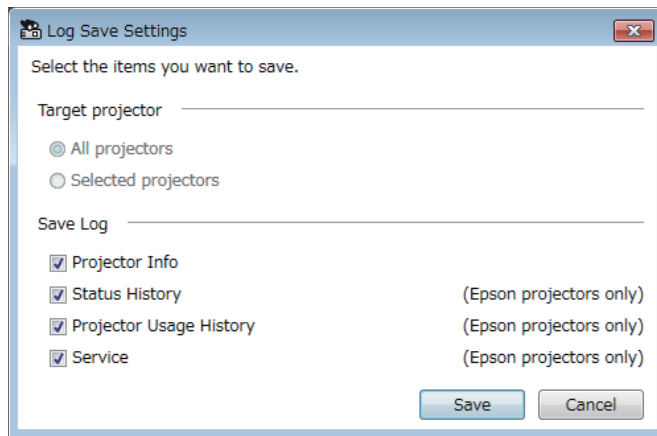 Log Save Settings
Select the items you want to save.
Target projector
All projectors
Selected projectors
Save Log
Projector Info
Status History (Epson projectors only)
Projector Usage History (Epson projectors only)
Service (Epson projectors only)
Save Cancel